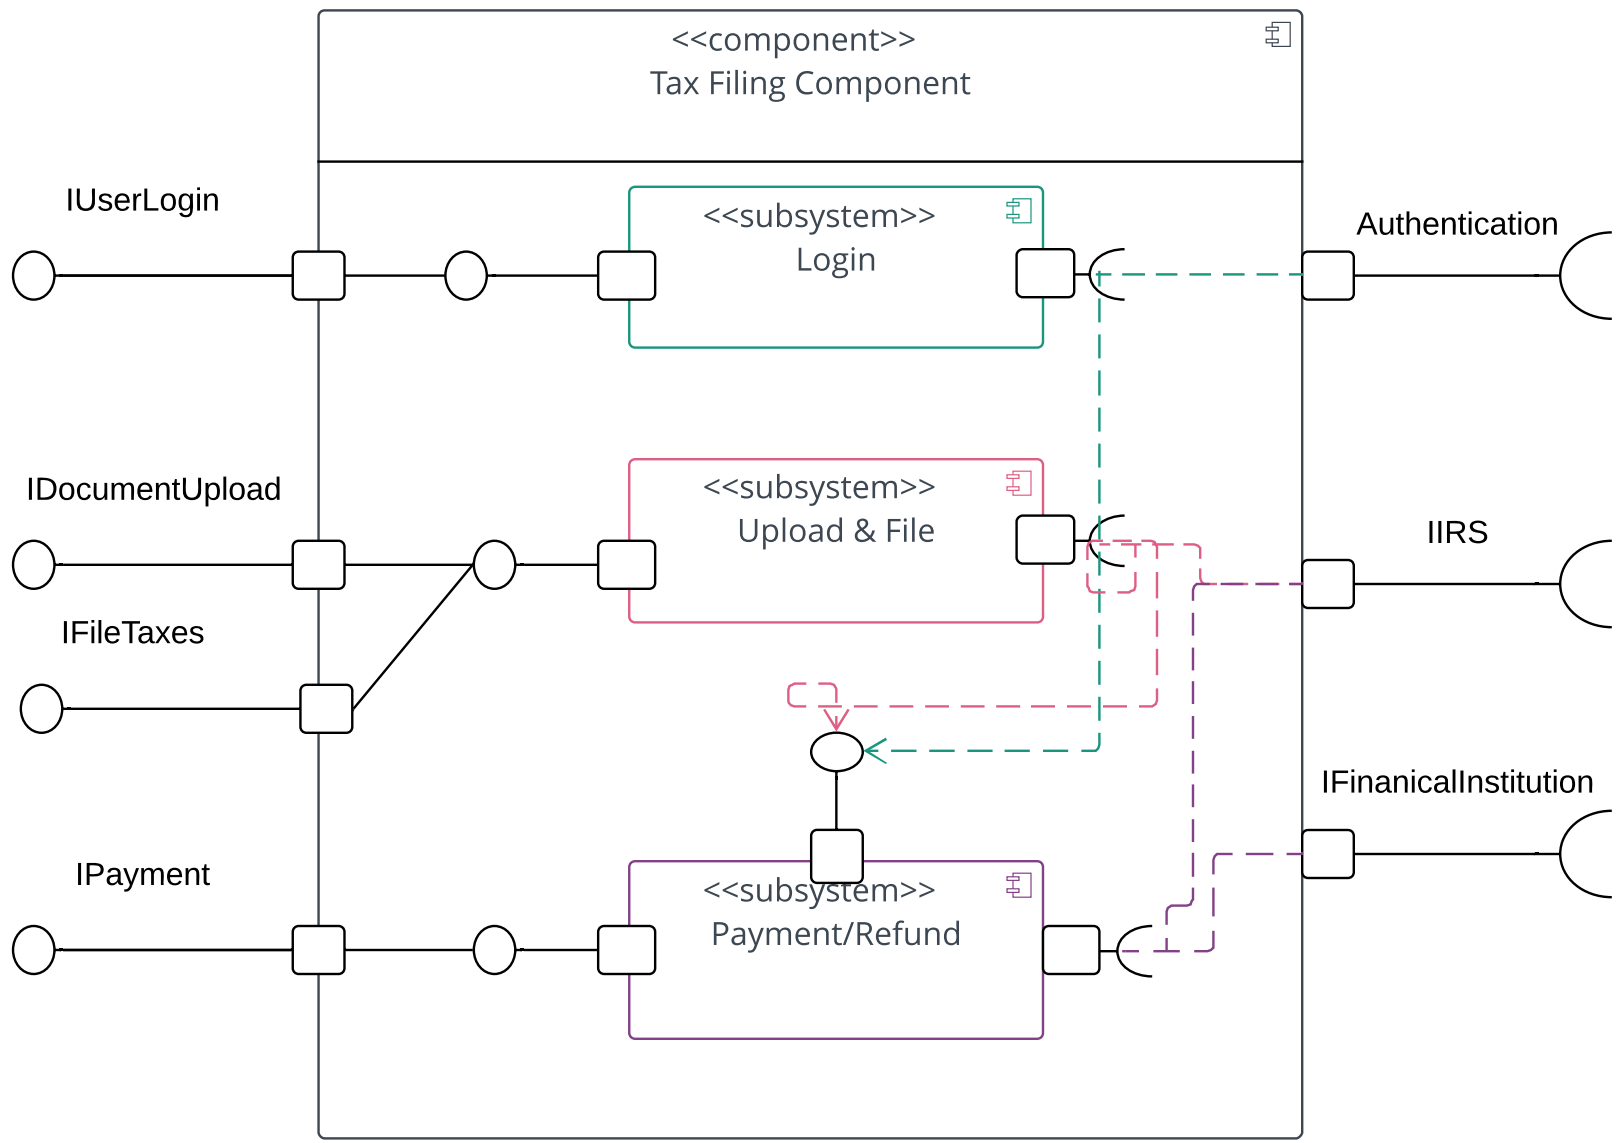 <<component>>
Tax Filing Component
IUserLogin
<<subsystem>>
Login
Authentication
IDocumentUpload
<<subsystem>>
Upload & File
IIRS
IFileTaxes
IFinanicalInstitution
IPayment
<<subsystem>>
Payment/Refund